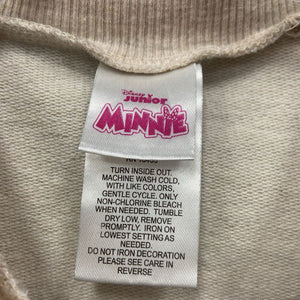 Disney
Junior
MINNIE
TURN INSIDE OUT.
MACHINE WASH COLD,
WITH LIKE COLORS,
GENTLE CYCLE. ONLY
NON-CHLORINE BLEACH
WHEN NEEDED. TUMBLE
DRY LOW, REMOVE
PROMPTLY. IRON ON
LOWEST SETTING AS
NEEDED.
DO NOT IRON DECORATION
PLEASE SEE CARE IN
REVERSE